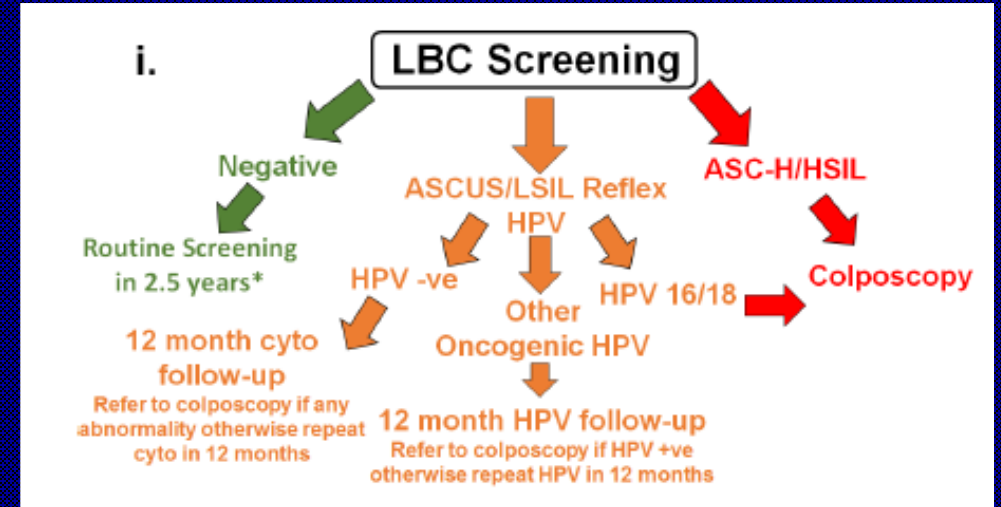 i.
LBC Screening
Negative
ASCUS/LSIL Reflex
HPV
ASC-H/HSIL
Routine Screening
in 2.5 years*
HPV -ve
Other
Oncogenic HPV
HPV 16/18
Colposcopy
12 month cyto
follow-up
Refer to colposcopy if any
abnormality otherwise repeat
cyto in 12 months
12 month HPV follow-up
Refer to colposcopy if HPV +ve
otherwise repeat HPV in 12 months